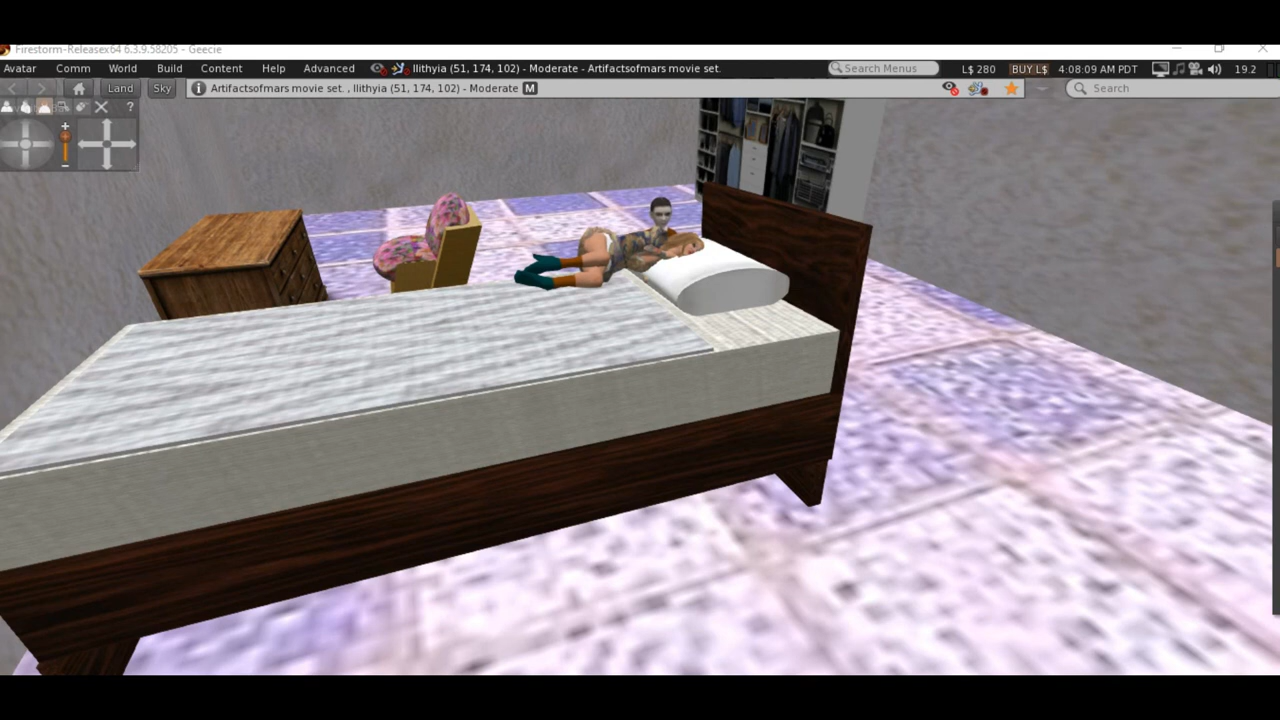 Firestorm-Releasex64 6.3.9.58205 - Geecie
Avatar Comm World Build Content Help Advanced Ilithyia (51, 174, 102) - Moderate - Artifactsofmars movie set. Search Menus L$ 280 BUY L$ 4:08:09 AM PDT 19.2
Land Sky Artifactsofmars movie set. , Ilithyia (51, 174, 102) - Moderate M Search
?